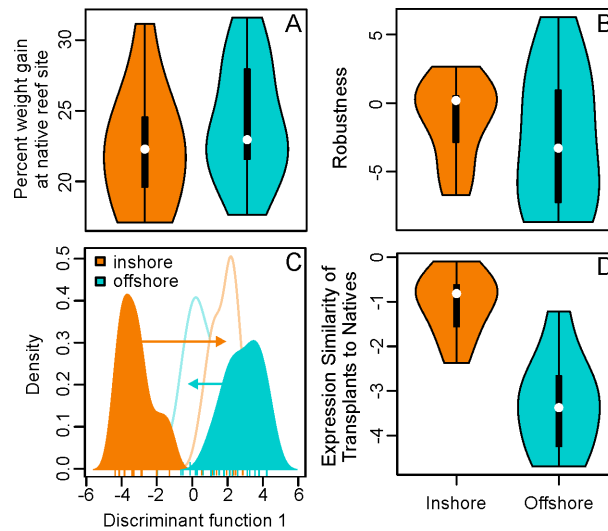 A
Percent weight gain
at native reef site
30
25
20
B
Robustness
5
0
-5
C
inshore
offshore
Density
0.5
0.4
0.3
0.2
0.1
0.0
-6 -4 -2 0 2 4 6
Discriminant function 1
D
Expression Similarity of
Transplants to Natives
0
-1
-2
-3
-4
Inshore Offshore